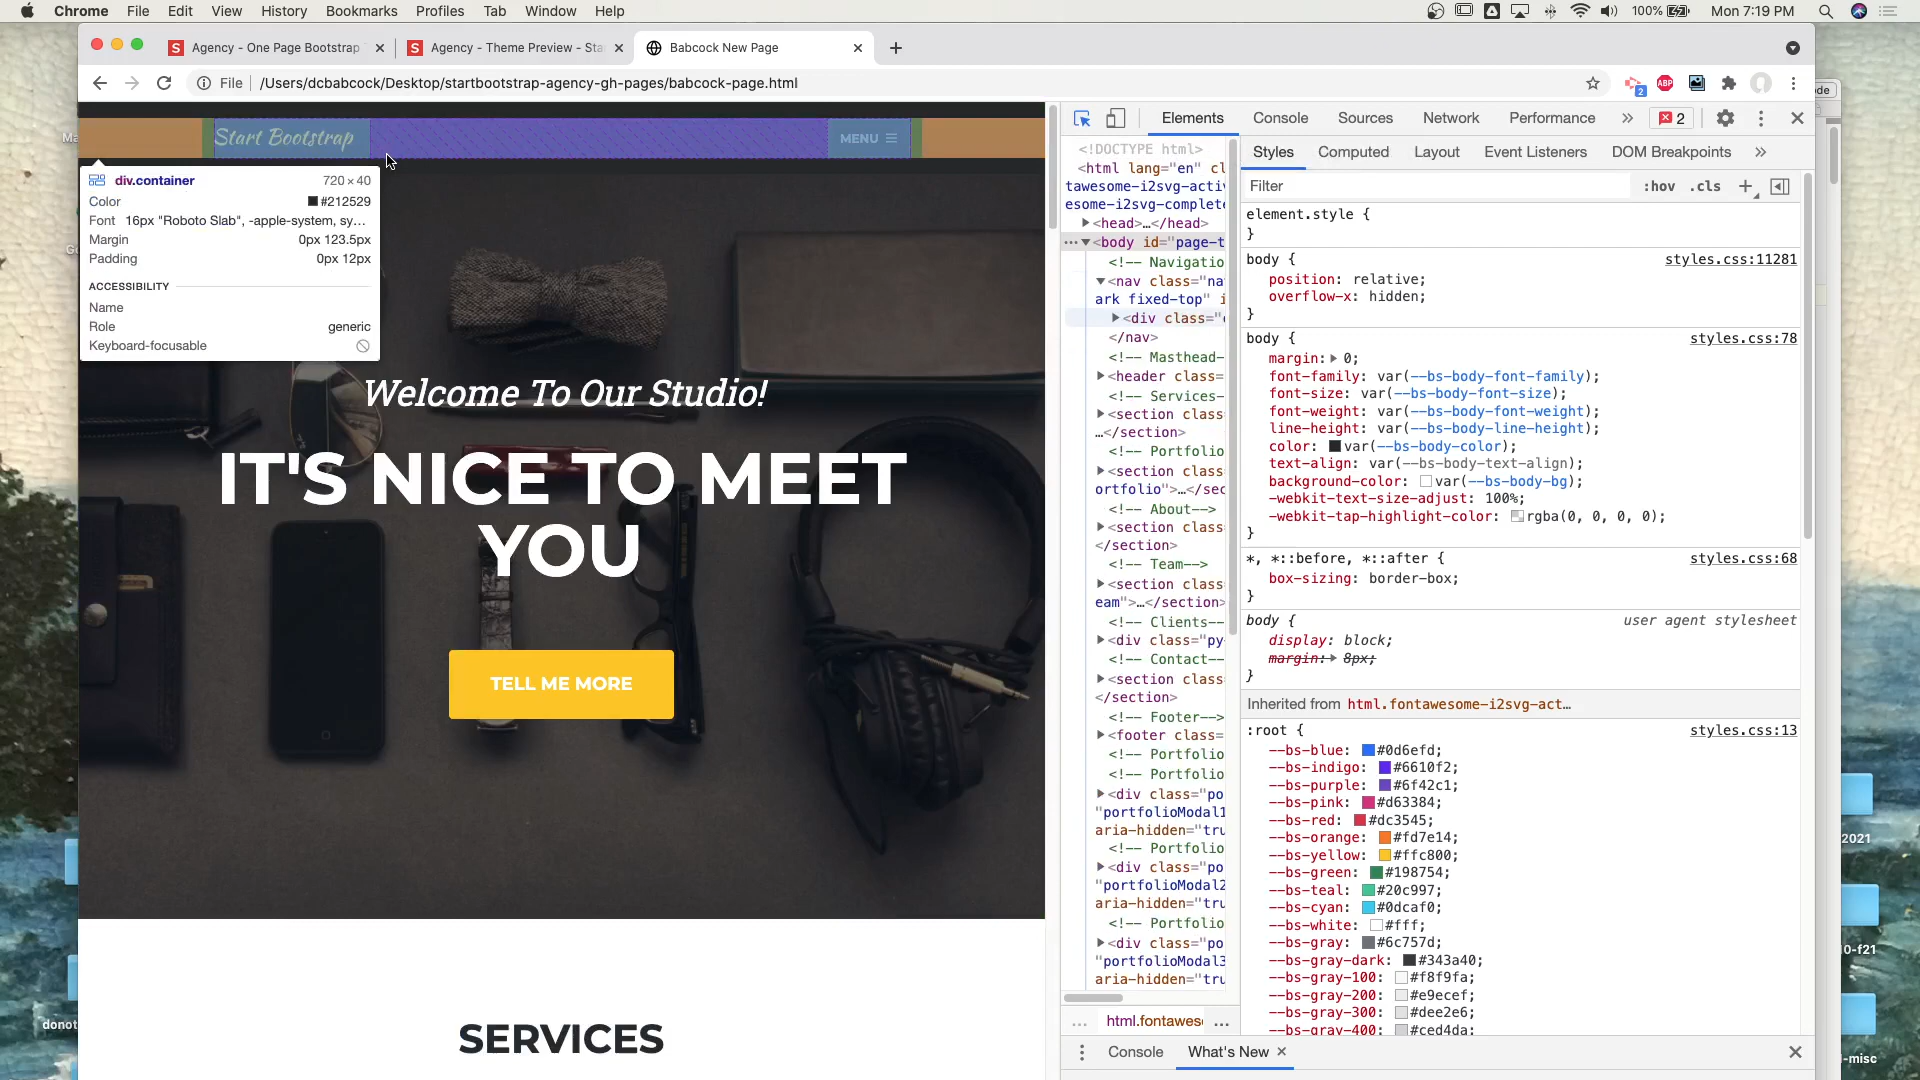 Chrome File Edit View History Bookmarks Profiles Tab Window Help 100% Mon 7:19 PM
Agency - One Page Bootstrap
Agency - Theme Preview - Sta
Babcock New Page
File /Users/dcbabcock/Desktop/startbootstrap-agency-gh-pages/babcock-page.html
ABP
2
Start Bootstrap
MENU
div.container 720 × 40
Color #212529
Font 16px "Roboto Slab", -apple-system, sy…
Margin 0px 123.5px
Padding 0px 12px
ACCESSIBILITY
Name
Role generic
Keyboard-focusable
Welcome To Our Studio!
IT'S NICE TO MEET
YOU
TELL ME MORE
SERVICES
Elements Console Sources Network Performance » 2
<!DOCTYPE html>
<html lang="en" cl
tawesome-i2svg-activ
esome-i2svg-complete
<head>…</head>
<body id="page-t
<!-- Navigatio
<nav class="na
ark fixed-top" i
<div class="c
</nav>
<!-- Masthead-
<header class=
<!-- Services-
<section class
…</section>
<!-- Portfolio
<section class
ortfolio">…</sec
<!-- About-->
<section class
</section>
<!-- Team-->
<section class
eam">…</section>
<!-- Clients--
<div class="py
<!-- Contact--
<section class
</section>
<!-- Footer-->
<footer class=
<!-- Portfolio
<!-- Portfolio
<div class="po
"portfolioModal1
aria-hidden="tru
<!-- Portfolio
<div class="po
"portfolioModal2
aria-hidden="tru
<!-- Portfolio
<div class="po
"portfolioModal3
aria-hidden="tru
… html.fontawes …
Styles Computed Layout Event Listeners DOM Breakpoints »
Filter :hov .cls +
element.style {
}
body { styles.css:11281
position: relative;
overflow-x: hidden;
}
body { styles.css:78
margin: 0;
font-family: var(--bs-body-font-family);
font-size: var(--bs-body-font-size);
font-weight: var(--bs-body-font-weight);
line-height: var(--bs-body-line-height);
color: var(--bs-body-color);
text-align: var(--bs-body-text-align);
background-color: var(--bs-body-bg);
-webkit-text-size-adjust: 100%;
-webkit-tap-highlight-color: rgba(0, 0, 0, 0);
}
*, *::before, *::after { styles.css:68
box-sizing: border-box;
}
body { user agent stylesheet
display: block;
margin: 8px;
}
Inherited from html.fontawesome-i2svg-act…
:root { styles.css:13
--bs-blue: #0d6efd;
--bs-indigo: #6610f2;
--bs-purple: #6f42c1;
--bs-pink: #d63384;
--bs-red: #dc3545;
--bs-orange: #fd7e14;
--bs-yellow: #ffc800;
--bs-green: #198754;
--bs-teal: #20c997;
--bs-cyan: #0dcaf0;
--bs-white: #fff;
--bs-gray: #6c757d;
--bs-gray-dark: #343a40;
--bs-gray-100: #f8f9fa;
--bs-gray-200: #e9ecef;
--bs-gray-300: #dee2e6;
--bs-gray-400: #ced4da;
Console What's New
2021
0-f21
-misc
donot